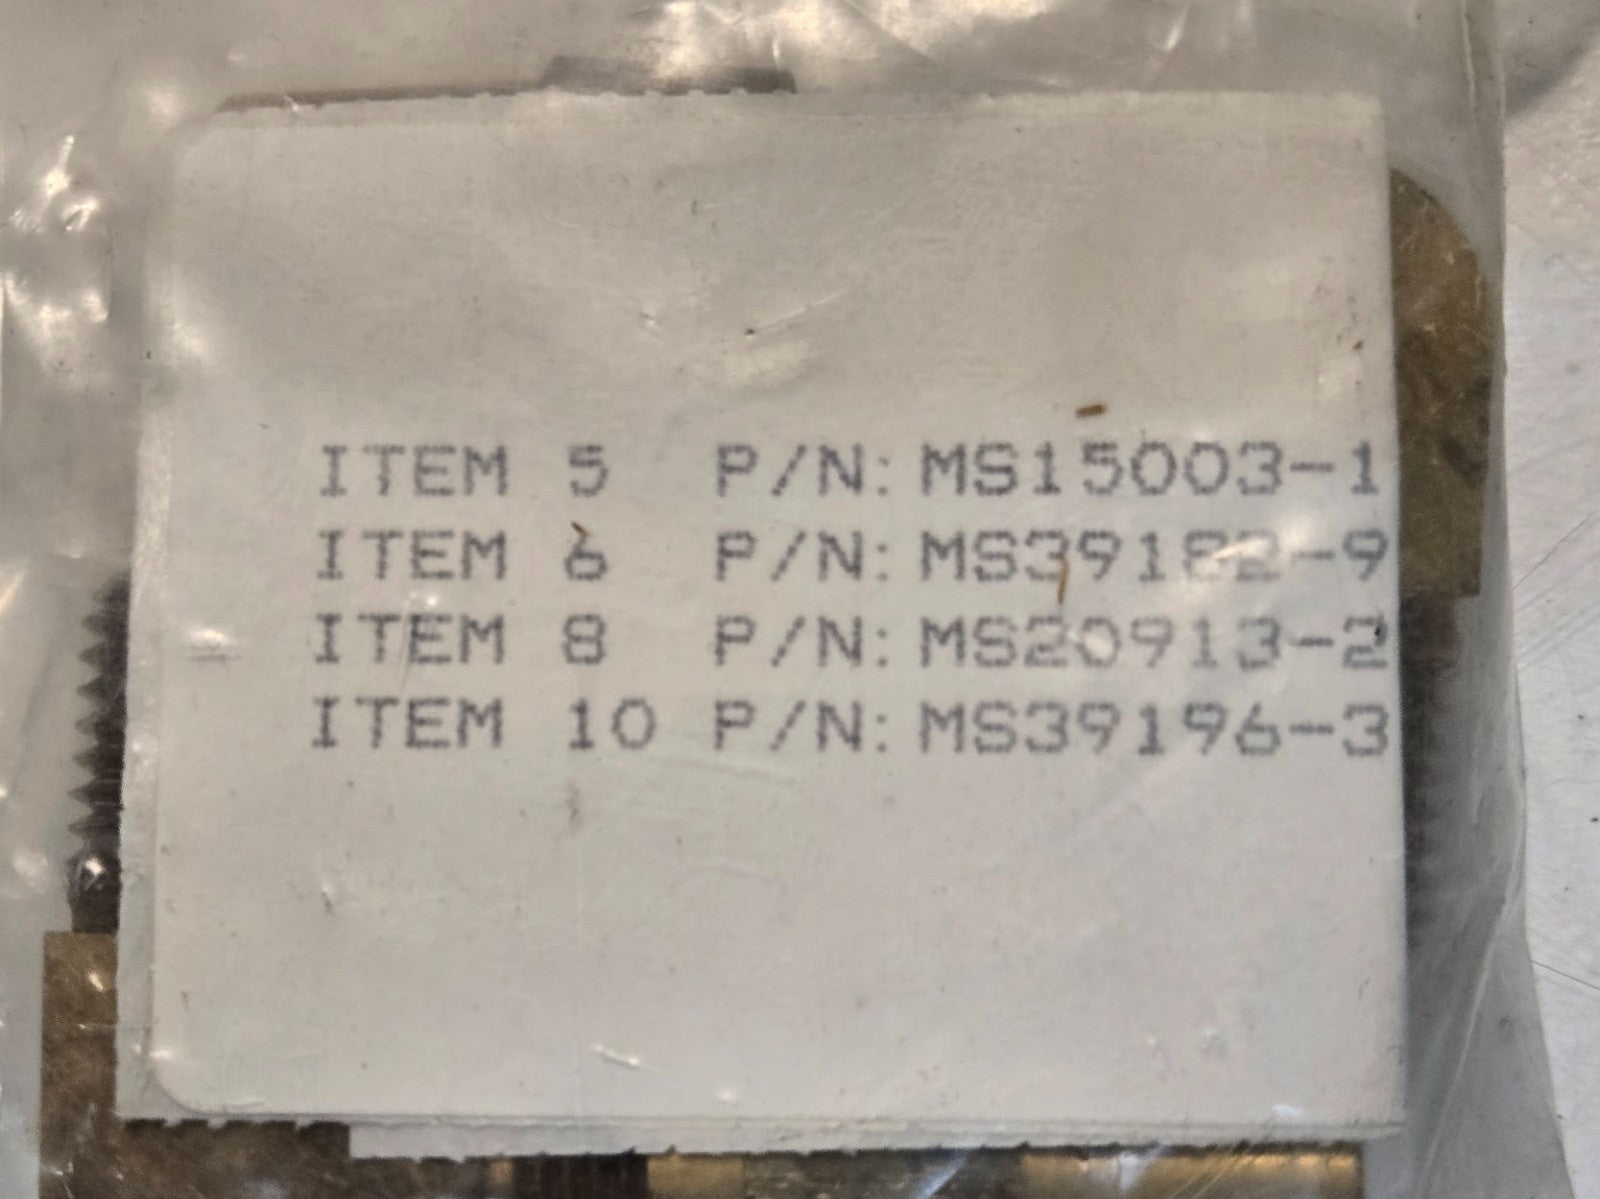 ITEM 5 P/N: MS15003-1
ITEM 6 P/N: MS39182-9
ITEM 8 P/N: MS20913-2
ITEM 10 P/N: MS39196-3